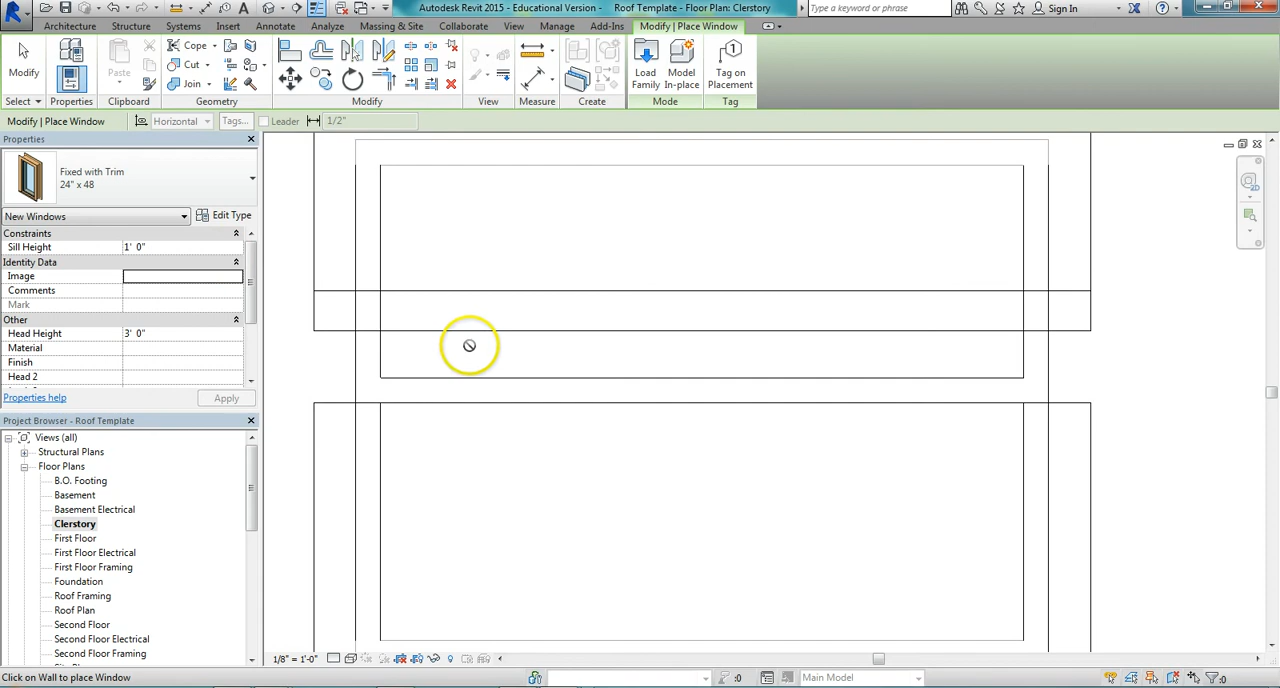 Autodesk Revit 2015 - Educational Version - Roof Template - Floor Plan: Clerstory
Type a keyword or phrase
Sign In
Architecture Structure Systems Insert Annotate Analyze Massing & Site Collaborate View Manage Add-Ins Modify | Place Window
Modify
Paste
Cope
Cut
Join
Load Family
Model In-place
Tag on Placement
Select Properties Clipboard Geometry Modify View Measure Create Mode Tag
Modify | Place Window Horizontal Tags... Leader 1/2"
Properties
Fixed with Trim
24" x 48
New Windows Edit Type
Constraints
Sill Height 1' 0"
Identity Data
Image
Comments
Mark
Other
Head Height 3' 0"
Material
Finish
Head 2
Properties help Apply
Project Browser - Roof Template
Views (all)
Structural Plans
Floor Plans
B.O. Footing
Basement
Basement Electrical
Clerstory
First Floor
First Floor Electrical
First Floor Framing
Foundation
Roof Framing
Roof Plan
Second Floor
Second Floor Electrical
Second Floor Framing
1/8" = 1'-0"
Click on Wall to place Window :0 Main Model :0